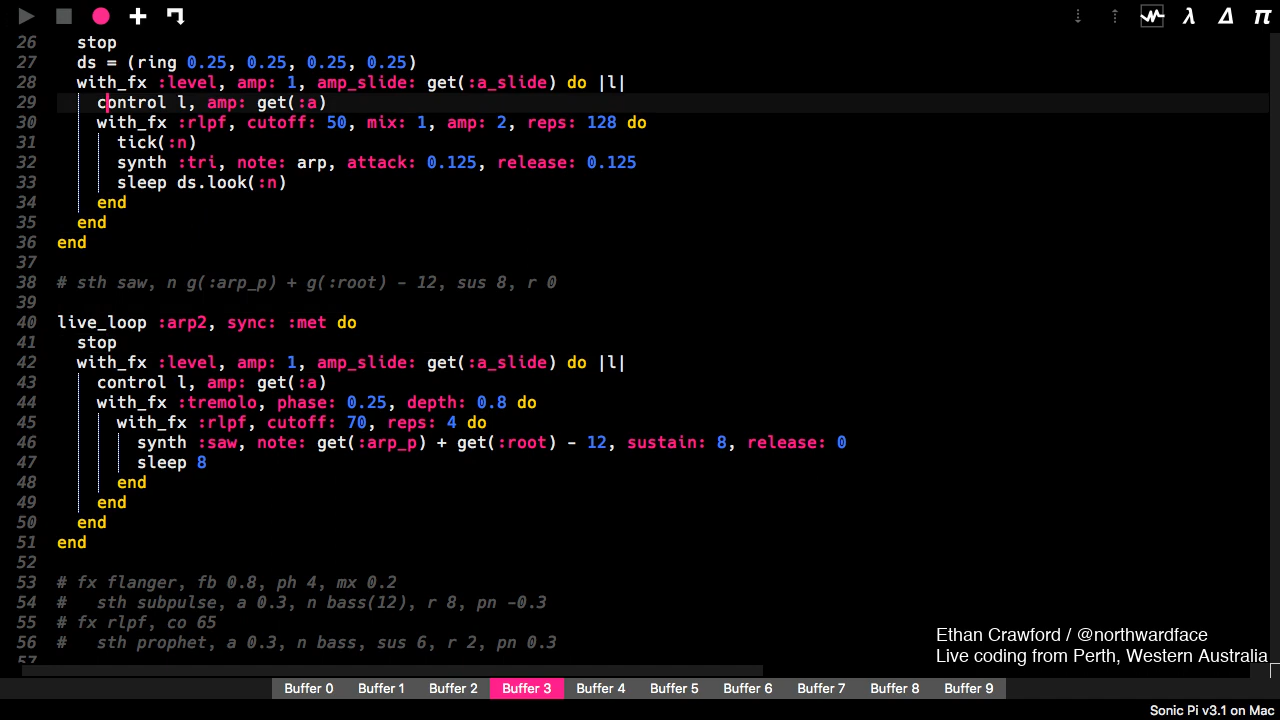 λ Δ π
26 stop
27 ds = (ring 0.25, 0.25, 0.25, 0.25)
28 with_fx :level, amp: 1, amp_slide: get(:a_slide) do |l|
29 control l, amp: get(:a)
30 with_fx :rlpf, cutoff: 50, mix: 1, amp: 2, reps: 128 do
31 tick(:n)
32 synth :tri, note: arp, attack: 0.125, release: 0.125
33 sleep ds.look(:n)
34 end
35 end
36 end
37
38 # sth saw, n g(:arp_p) + g(:root) - 12, sus 8, r 0
39
40 live_loop :arp2, sync: :met do
41 stop
42 with_fx :level, amp: 1, amp_slide: get(:a_slide) do |l|
43 control l, amp: get(:a)
44 with_fx :tremolo, phase: 0.25, depth: 0.8 do
45 with_fx :rlpf, cutoff: 70, reps: 4 do
46 synth :saw, note: get(:arp_p) + get(:root) - 12, sustain: 8, release: 0
47 sleep 8
48 end
49 end
50 end
51 end
52
53 # fx flanger, fb 0.8, ph 4, mx 0.2
54 # sth subpulse, a 0.3, n bass(12), r 8, pn -0.3
55 # fx rlpf, co 65
56 # sth prophet, a 0.3, n bass, sus 6, r 2, pn 0.3
57
Ethan Crawford / @northwardface
Live coding from Perth, Western Australia
Buffer 0 Buffer 1 Buffer 2 Buffer 3 Buffer 4 Buffer 5 Buffer 6 Buffer 7 Buffer 8 Buffer 9
Sonic Pi v3.1 on Mac